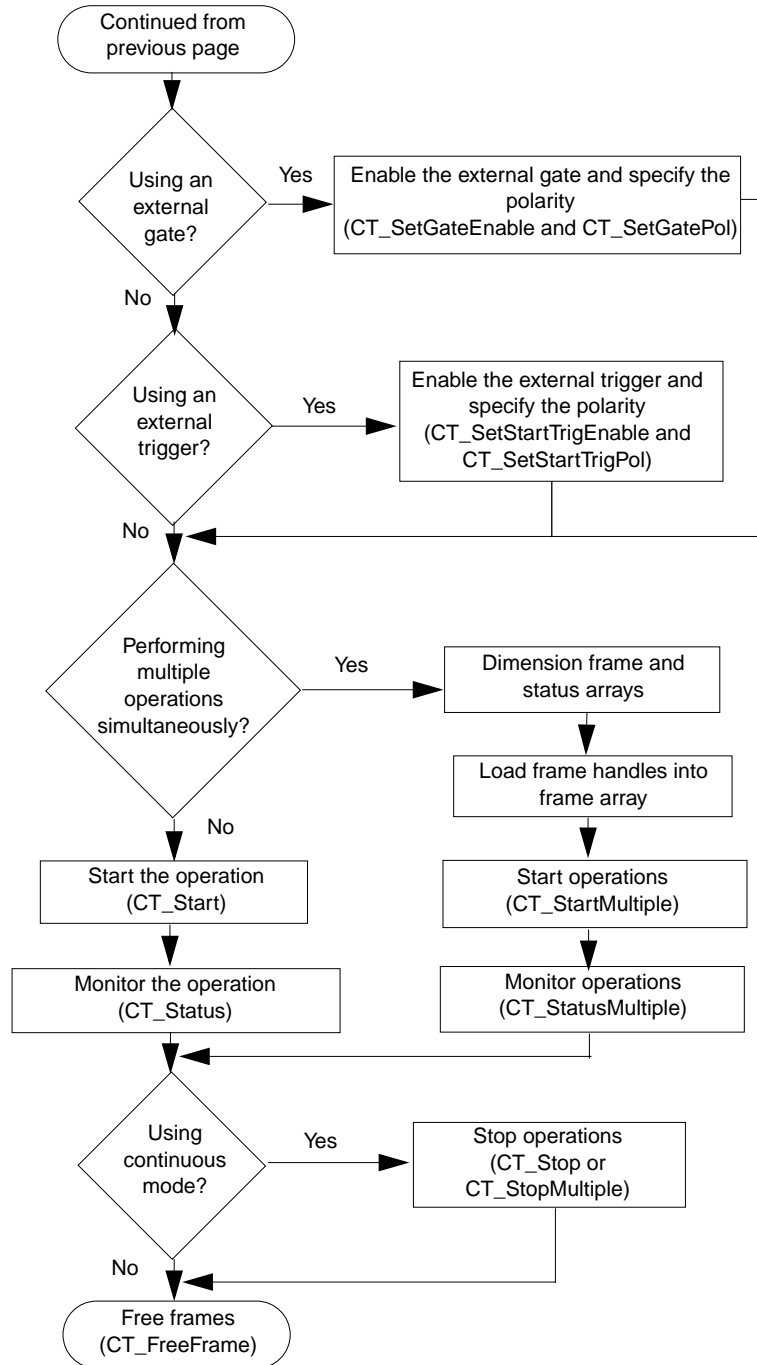 Continued from
previous page
Using an
external
gate?
Yes
Enable the external gate and specify the
polarity
(CT_SetGateEnable and CT_SetGatePol)
No
Using an
external
trigger?
Yes
Enable the external trigger and
specify the polarity
(CT_SetStartTrigEnable and
CT_SetStartTrigPol)
No
Performing
multiple
operations
simultaneously?
Yes
Dimension frame and
status arrays
Load frame handles into
frame array
No
Start the operation
(CT_Start)
Start operations
(CT_StartMultiple)
Monitor the operation
(CT_Status)
Monitor operations
(CT_StatusMultiple)
Using
continuous
mode?
Yes
Stop operations
(CT_Stop or
CT_StopMultiple)
No
Free frames
(CT_FreeFrame)